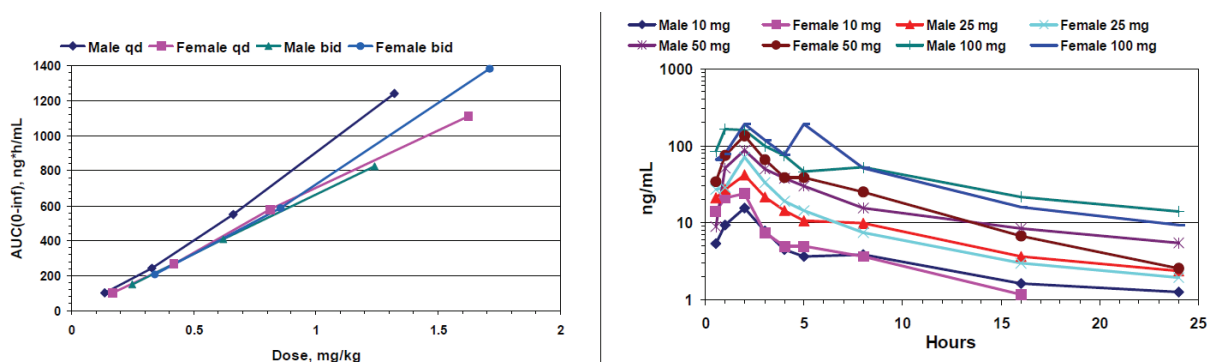 Male qd Female qd Male bid Female bid
AUC(0-inf), ng*h/mL
1400
1200
1000
800
600
400
200
0
0 0.5 1 1.5 2
Dose, mg/kg
Male 10 mg Female 10 mg Male 25 mg Female 25 mg
Male 50 mg Female 50 mg Male 100 mg Female 100 mg
ng/mL
1000
100
10
1
0 5 10 15 20 25
Hours